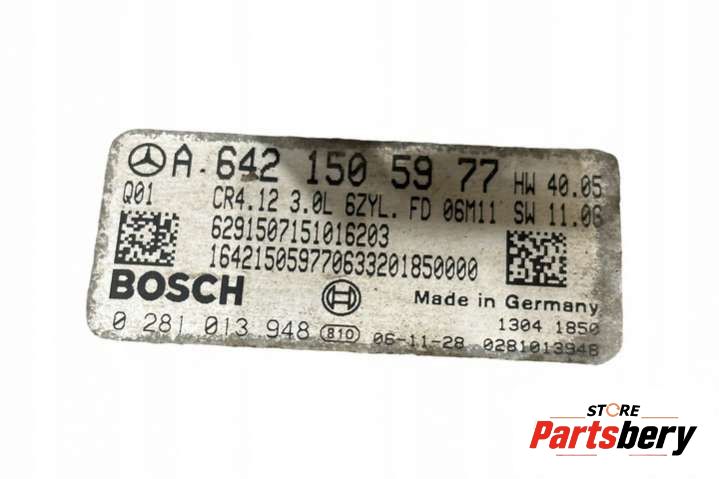 A. 642 150 59 77 HW 40.05
Q01 CR4.12 3.0L 6ZYL. FD 06M11 SW 11.06
6291507151016203
164215059770633201850000
BOSCH Made in Germany
1304 1850
0 281 013 948 810 06-11-28 0281013948
STORE
Partsbery